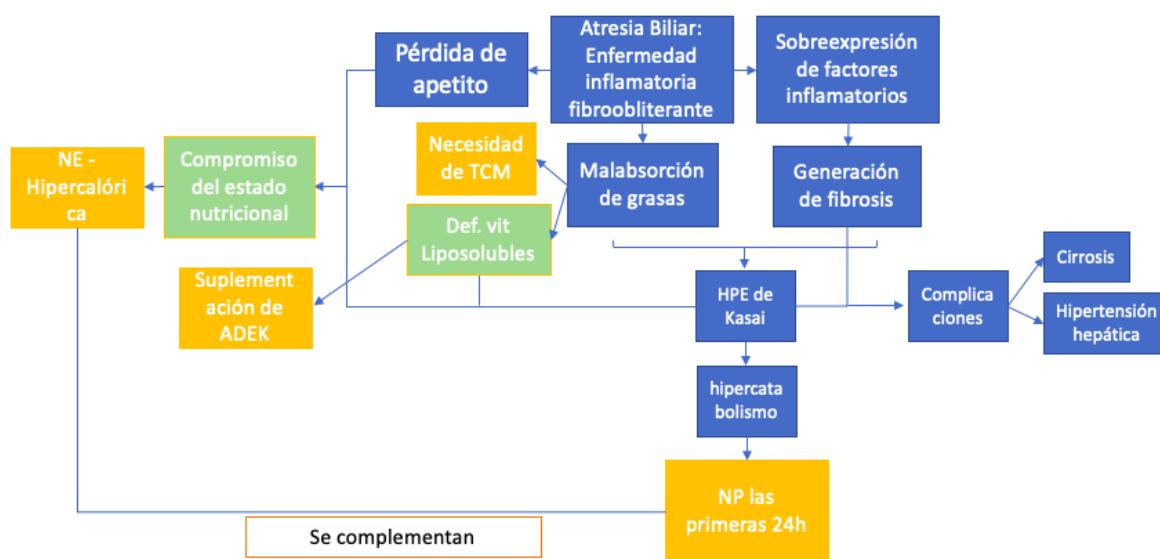 Pérdida de
apetito
Atresia Biliar:
Enfermedad
inflamatoria
fibroobliterante
Sobreexpresión
de factores
inflamatorios
NE -
Hipercalóri
ca
Compromiso
del estado
nutricional
Necesidad
de TCM
Malabsorción
de grasas
Generación
de fibrosis
Def. vit
Liposolubles
Suplement
ación de
ADEK
HPE de
Kasai
Complica
ciones
Cirrosis
Hipertensión
hepática
hipercata
bolismo
NP las
primeras 24h
Se complementan